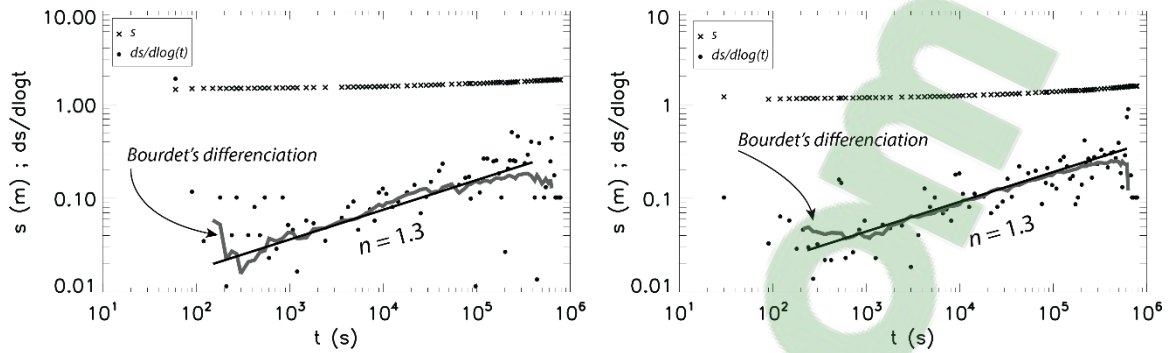 10.00
× s
• ds/dlog(t)
1.00
Bourdet's differenciation
0.10
n = 1.3
0.01
10¹ 10² 10³ 10⁴ 10⁵ 10⁶
t (s)
s (m) ; ds/dlogt
10
× s
• ds/dlog(t)
1
Bourdet's differenciation
0.10
n = 1.3
0.01
10¹ 10² 10³ 10⁴ 10⁵ 10⁶
t (s)
s (m) ; ds/dlogt
om